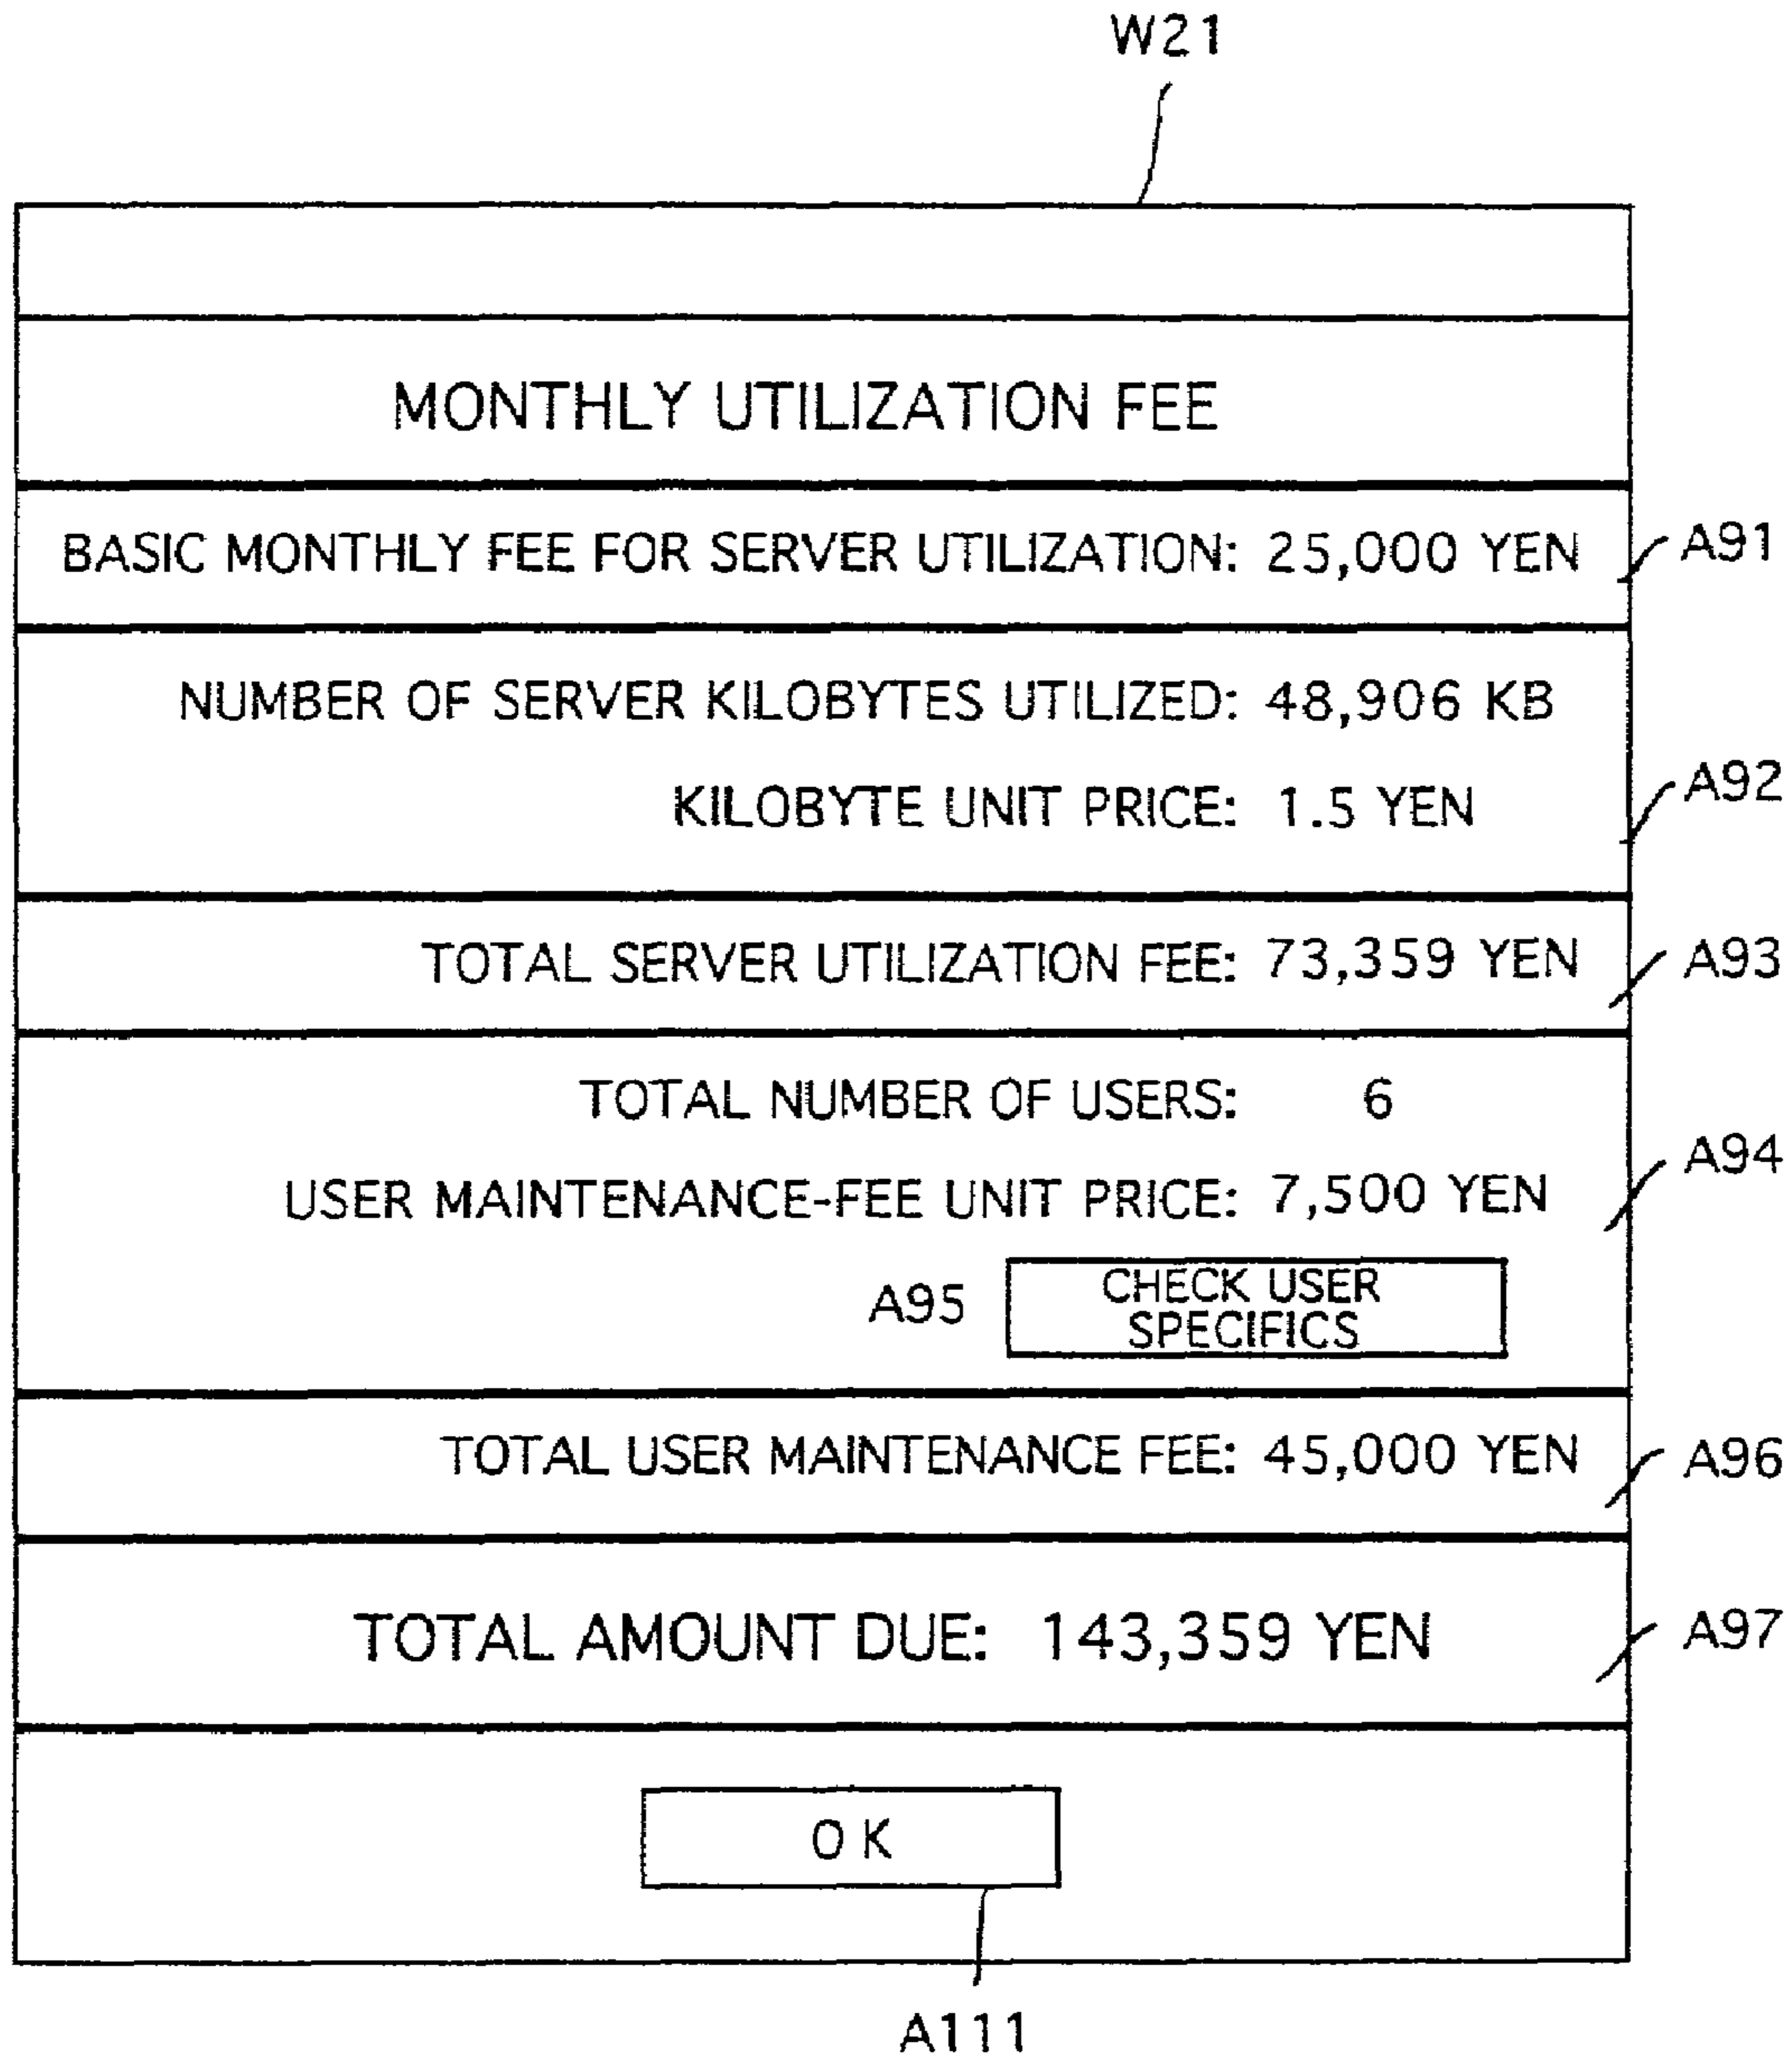 W21
MONTHLY UTILIZATION FEE
BASIC MONTHLY FEE FOR SERVER UTILIZATION: 25,000 YEN
A91
NUMBER OF SERVER KILOBYTES UTILIZED: 48,906 KB
KILOBYTE UNIT PRICE: 1.5 YEN
A92
TOTAL SERVER UTILIZATION FEE: 73,359 YEN
A93
TOTAL NUMBER OF USERS: 6
USER MAINTENANCE-FEE UNIT PRICE: 7,500 YEN
A94
A95
CHECK USER
SPECIFICS
TOTAL USER MAINTENANCE FEE: 45,000 YEN
A96
TOTAL AMOUNT DUE: 143,359 YEN
A97
OK
A111